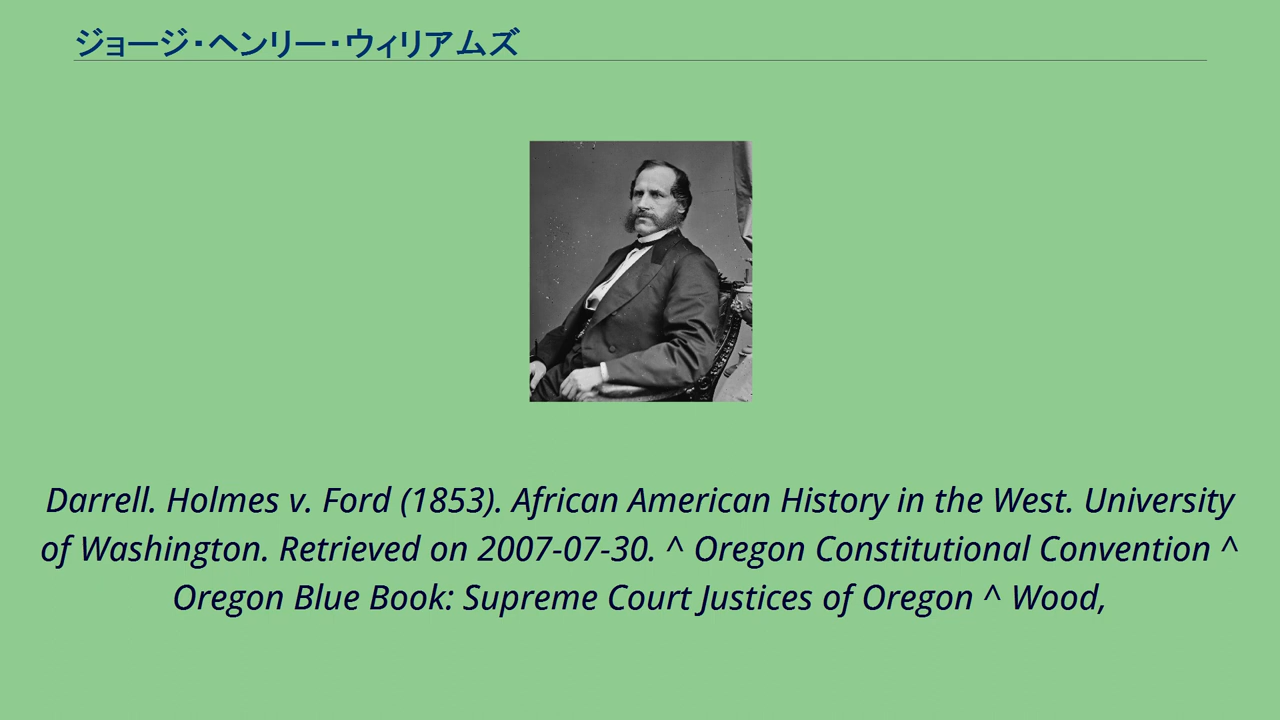 ジョージ・ヘンリー・ウィリアムズ
Darrell. Holmes v. Ford (1853). African American History in the West. University
of Washington. Retrieved on 2007-07-30. ^ Oregon Constitutional Convention ^
Oregon Blue Book: Supreme Court Justices of Oregon ^ Wood,